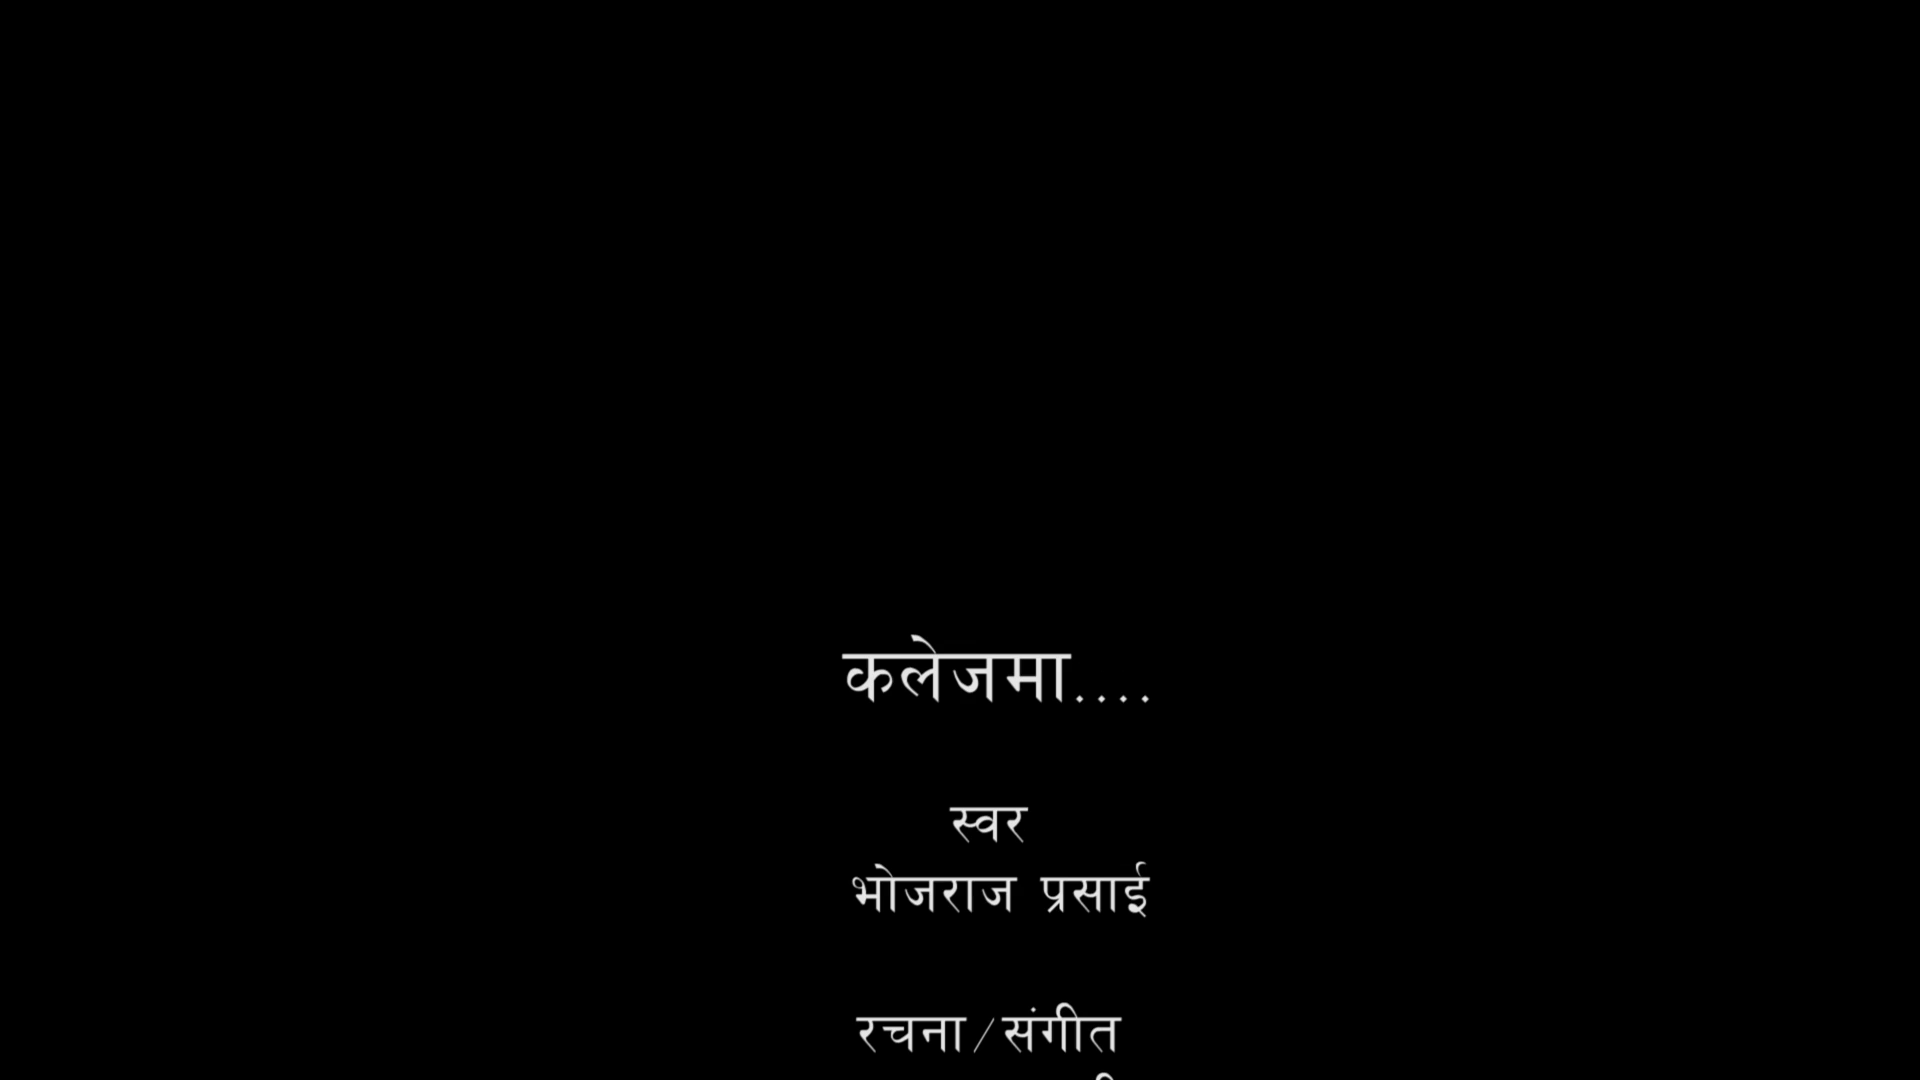 कलेजमा....
स्वर
भोजराज प्रसाई
रचना/संगीत